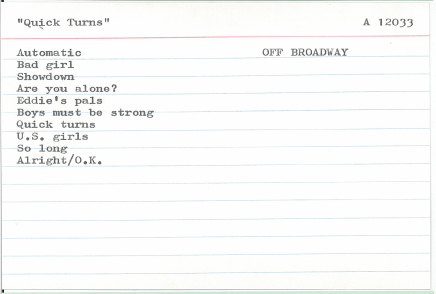 "Quick Turns" A 12033
Automatic OFF BROADWAY
Bad girl
Showdown
Are you alone?
Eddie's pals
Boys must be strong
Quick turns
U.S. girls
So long
Alright/O.K.